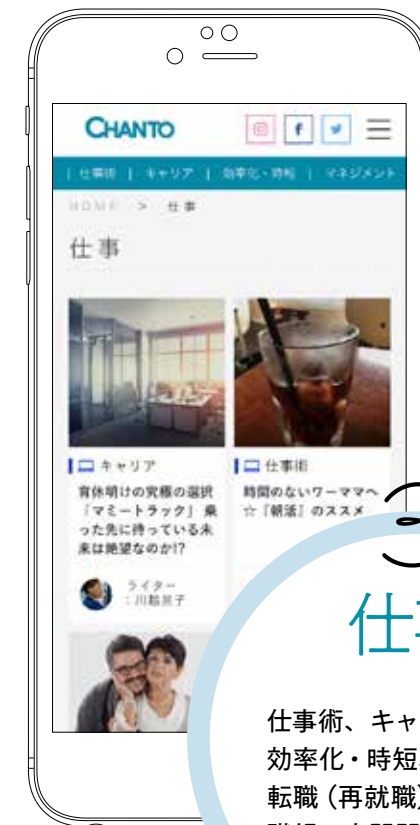 CHANTO
| 仕事術 | キャリア | 効率化・時短 | マネジメント
HOME > 仕事
仕事
キャリア
育休明けの究極の選択
「マミートラック」 乗
った先に待っている未
来は絶望なのか!?
ライター
仕事術
時間のないワーママへ
☆『朝活』のススメ
仕
仕事術、キャ
効率化・時短
転職（再就職）